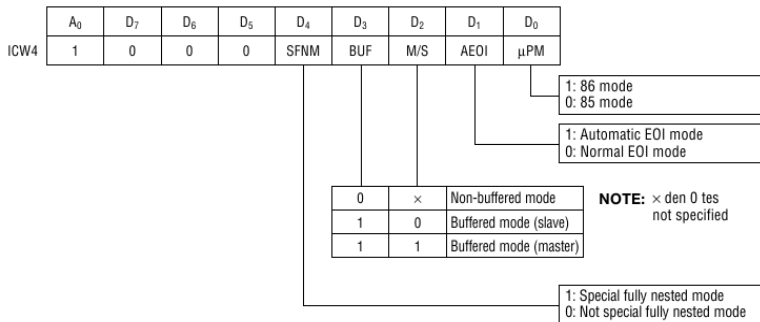 A₀ D₇ D₆ D₅ D₄ D₃ D₂ D₁ D₀
ICW4 1 0 0 0 SFNM BUF M/S AEOI μPM
1: 86 mode
0: 85 mode
1: Automatic EOI mode
0: Normal EOI mode
0 × Non-buffered mode
1 0 Buffered mode (slave)
1 1 Buffered mode (master)
NOTE: × den 0 tes
not specified
1: Special fully nested mode
0: Not special fully nested mode